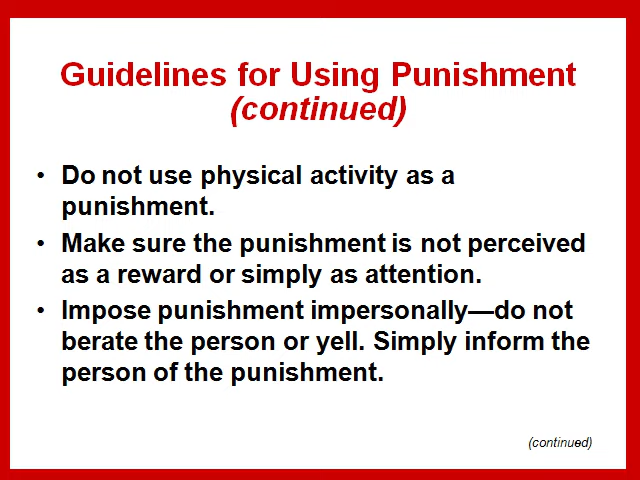 Guidelines for Using Punishment
(continued)
• Do not use physical activity as a
punishment.
• Make sure the punishment is not perceived
as a reward or simply as attention.
• Impose punishment impersonally—do not
berate the person or yell. Simply inform the
person of the punishment.
(continued)